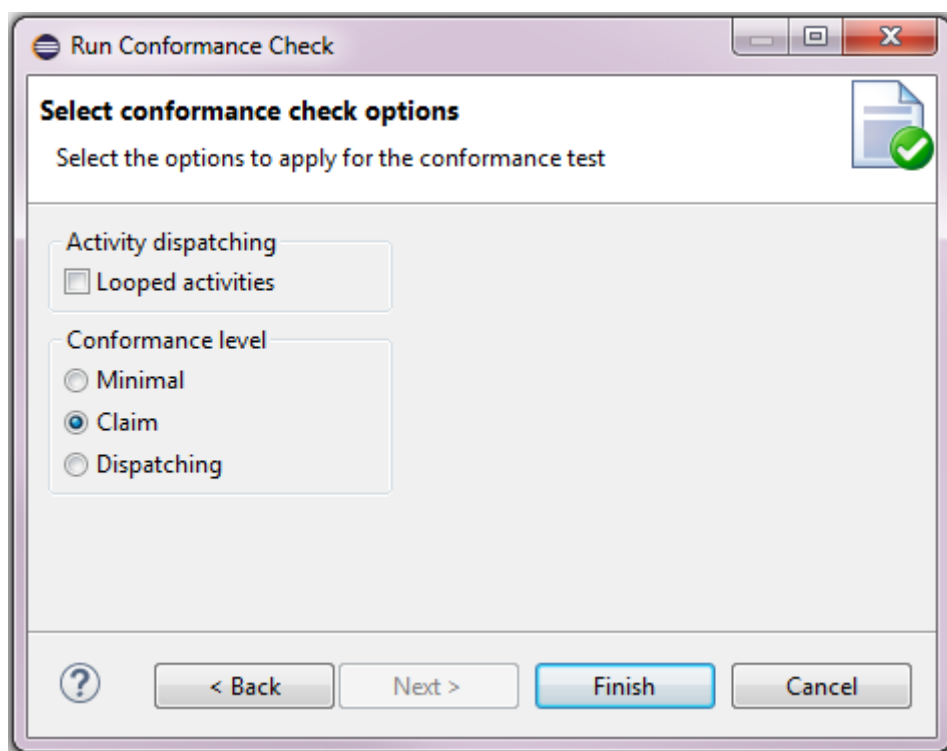 Run Conformance Check
Select conformance check options
Select the options to apply for the conformance test
Activity dispatching
Looped activities
Conformance level
Minimal
Claim
Dispatching
? < Back Next > Finish Cancel